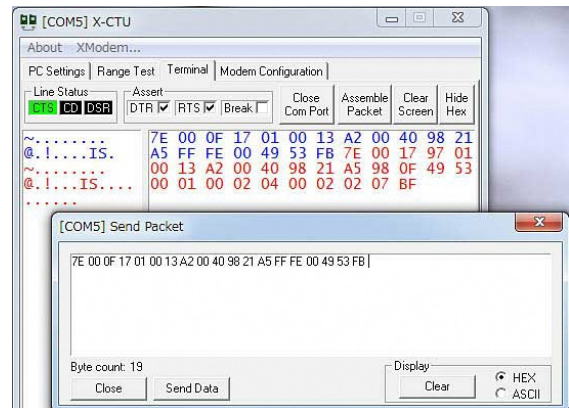 [COM5] X-CTU
About XModem...
PC Settings Range Test Terminal Modem Configuration
Line Status Assert
CTS CD DSR DTR RTS Break Close Com Port Assemble Packet Clear Screen Hide Hex
~........ 7E 00 0F 17 01 00 13 A2 00 40 98 21
@.!....IS. A5 FF FE 00 49 53 FB 7E 00 17 97 01
~........ 00 13 A2 00 40 98 21 A5 98 0F 49 53
@.!...IS.... 00 01 00 02 04 00 02 02 07 BF
......
[COM5] Send Packet
7E 00 0F 17 01 00 13 A2 00 40 98 21 A5 FF FE 00 49 53 FB
Byte count: 19 Display
Close Send Data Clear HEX
ASCII